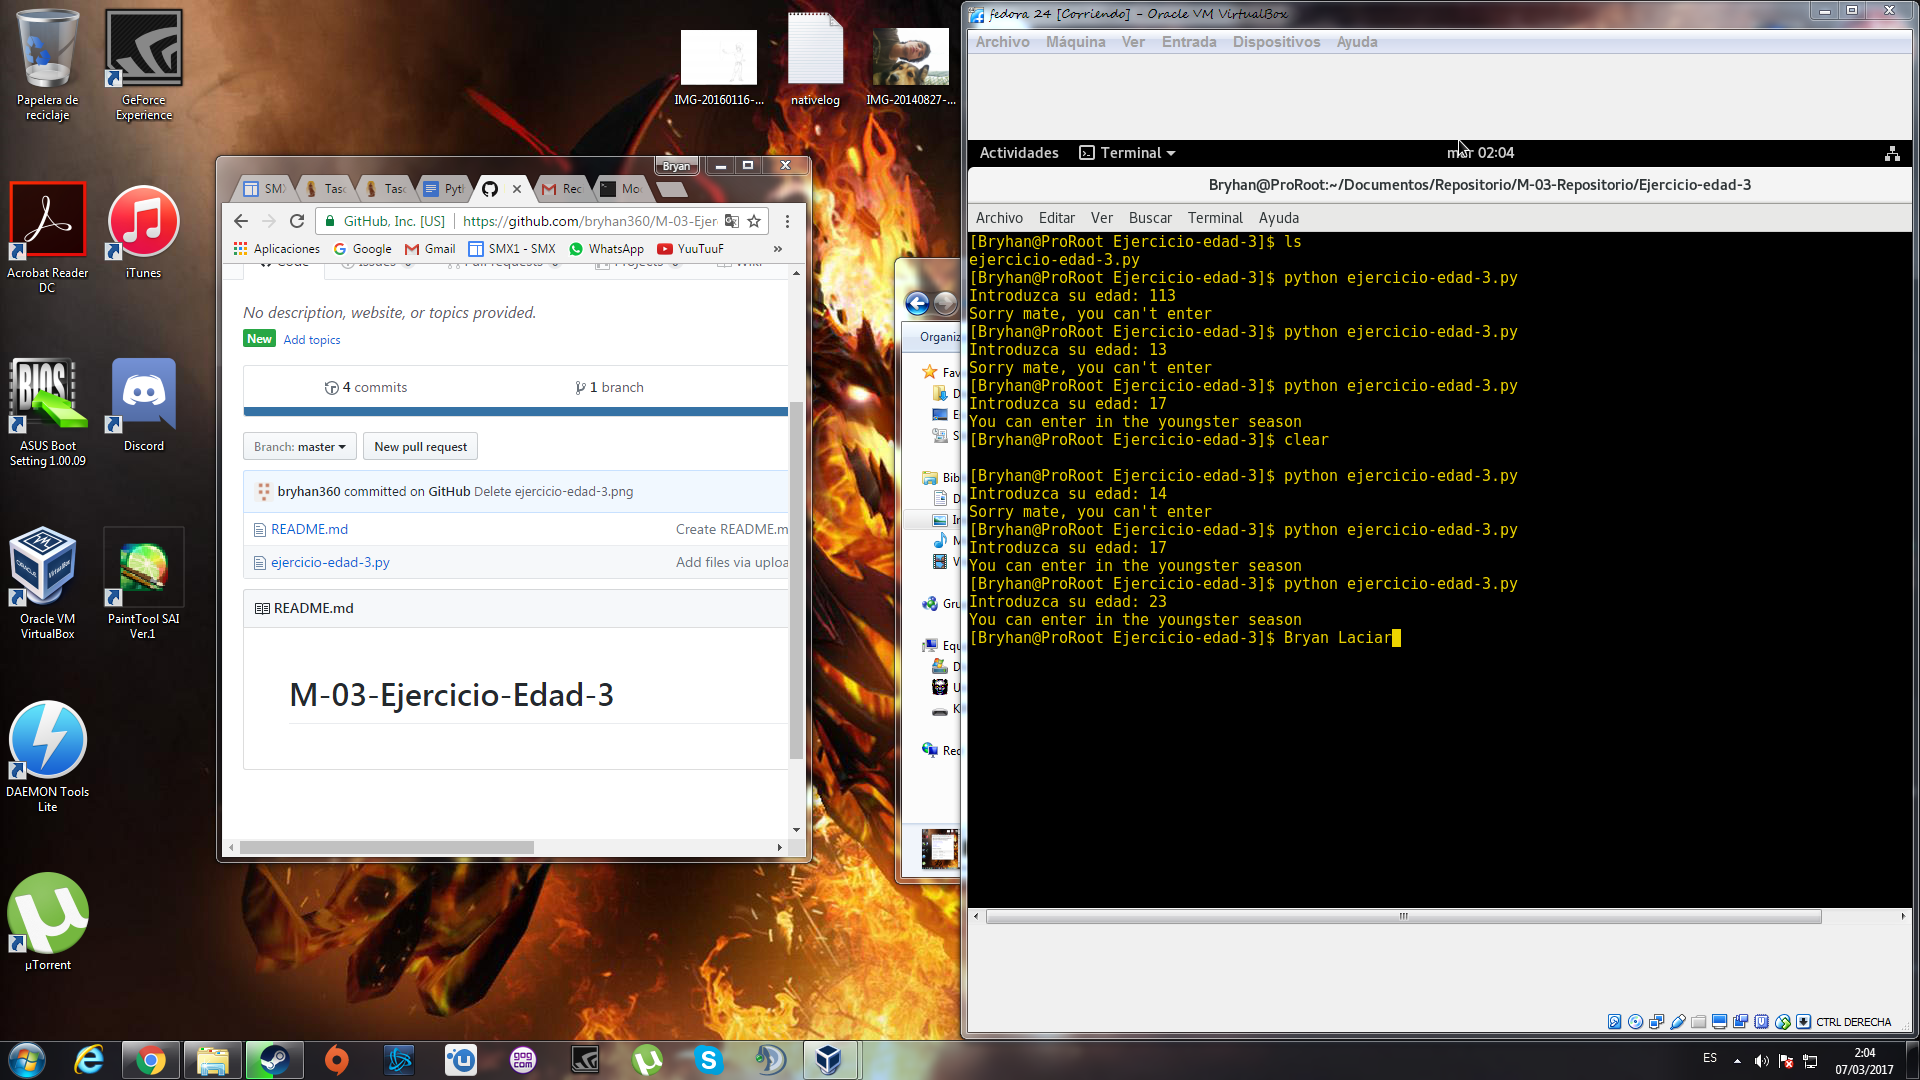 Papelera de reciclaje
GeForce Experience
Acrobat Reader DC
iTunes
ASUS Boot Setting 1.00.09
Discord
Oracle VM VirtualBox
PaintTool SAI Ver.1
DAEMON Tools Lite
µTorrent
IMG-20160116-...
nativelog
IMG-20140827-...
Bryan
SMX
Tasc
Tasc
Pyt
Rec
Mo
GitHub, Inc. [US] | https://github.com/bryhan360/M-03-Ejer
Aplicaciones Google Gmail SMX1 - SMX WhatsApp YuuTuuF »
No description, website, or topics provided.
New Add topics
4 commits 1 branch
Branch: master New pull request
bryhan360 committed on GitHub Delete ejercicio-edad-3.png
README.md Create README.m
ejercicio-edad-3.py Add files via uploa
README.md
M-03-Ejercicio-Edad-3
Organiz
Fav
D
E
S
Bib
D
M
V
Gru
Equ
D
U
K
Red
fedora 24 [Corriendo] - Oracle VM VirtualBox
Archivo Máquina Ver Entrada Dispositivos Ayuda
Actividades Terminal 02:04
Bryhan@ProRoot:~/Documentos/Repositorio/M-03-Repositorio/Ejercicio-edad-3
Archivo Editar Ver Buscar Terminal Ayuda
[Bryhan@ProRoot Ejercicio-edad-3]$ ls
ejercicio-edad-3.py
[Bryhan@ProRoot Ejercicio-edad-3]$ python ejercicio-edad-3.py
Introduzca su edad: 113
Sorry mate, you can't enter
[Bryhan@ProRoot Ejercicio-edad-3]$ python ejercicio-edad-3.py
Introduzca su edad: 13
Sorry mate, you can't enter
[Bryhan@ProRoot Ejercicio-edad-3]$ python ejercicio-edad-3.py
Introduzca su edad: 17
You can enter in the youngster season
[Bryhan@ProRoot Ejercicio-edad-3]$ clear
[Bryhan@ProRoot Ejercicio-edad-3]$ python ejercicio-edad-3.py
Introduzca su edad: 14
Sorry mate, you can't enter
[Bryhan@ProRoot Ejercicio-edad-3]$ python ejercicio-edad-3.py
Introduzca su edad: 17
You can enter in the youngster season
[Bryhan@ProRoot Ejercicio-edad-3]$ python ejercicio-edad-3.py
Introduzca su edad: 23
You can enter in the youngster season
[Bryhan@ProRoot Ejercicio-edad-3]$ Bryan Laciar
CTRL DERECHA
ES
2:04
07/03/2017